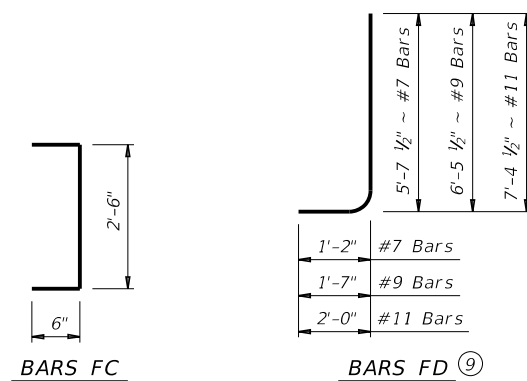 5'-7 ½" ~ #7 Bars
6'-5 ½" ~ #9 Bars
7'-4 ½" ~ #11 Bars
2'-6"
6"
1'-2" #7 Bars
1'-7" #9 Bars
2'-0" #11 Bars
BARS FC
BARS FD 9